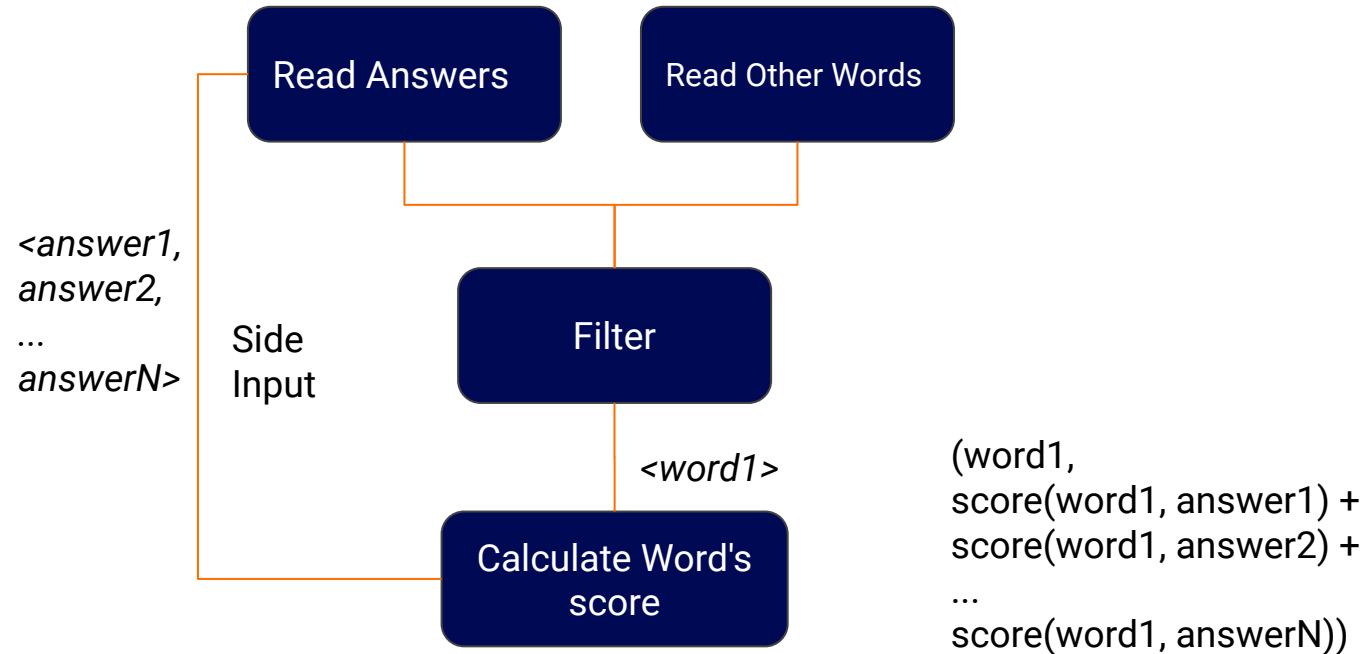 Read Answers
Read Other Words
<answer1,
answer2,
...
answerN>
Side
Input
Filter
<word1>
Calculate Word's
score
(word1,
score(word1, answer1) +
score(word1, answer2) +
...
score(word1, answerN))